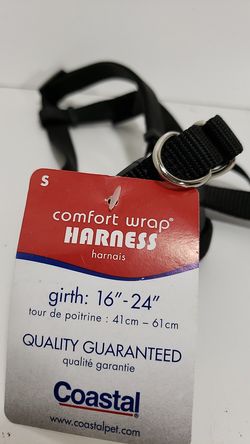 S
comfort wrap®
HARNESS
harnais
girth: 16"-24"
tour de poitrine : 41cm – 61cm
QUALITY GUARANTEED
qualité garantie
Coastal
www.coastalpet.com